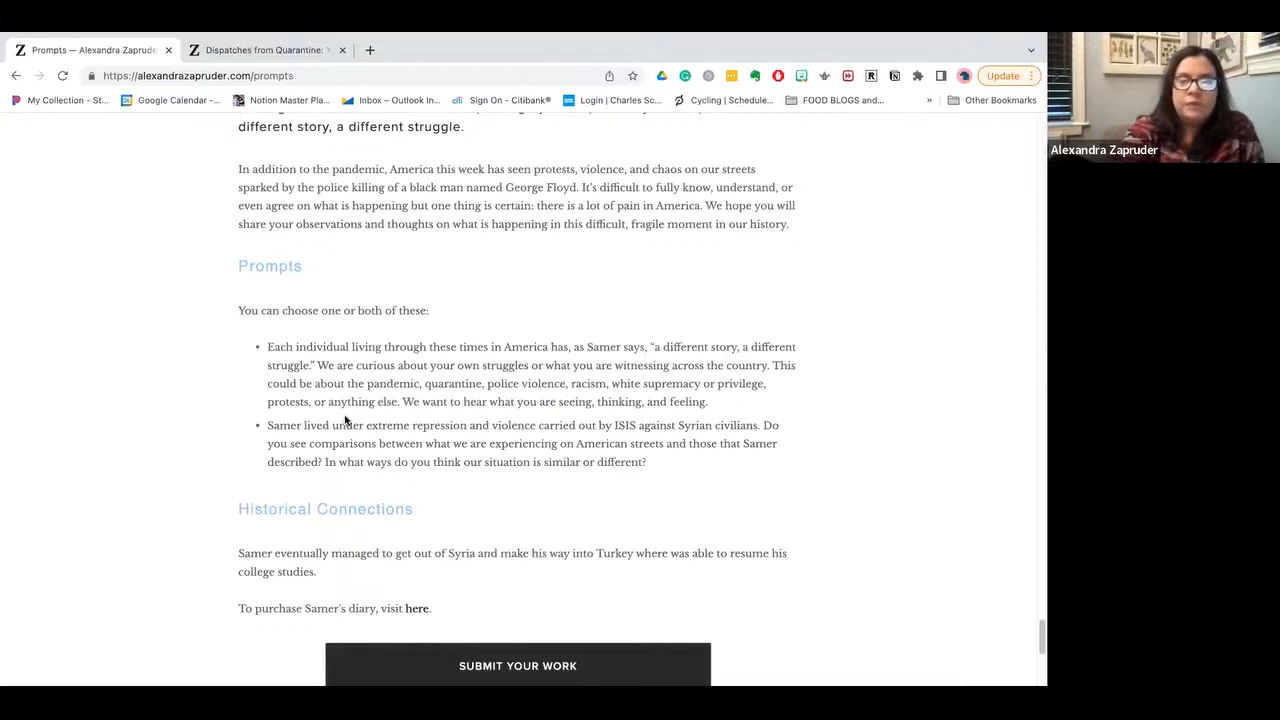 Prompts — Alexandra Zaprude
Dispatches from Quarantine: Y
https://alexandrazapruder.com/prompts
Update
My Collection - St...
Google Calendar -...
Notion Master Pla...
Inbox – Outlook In...
Sign On - Citibank®
Login | Charles Sc...
Cycling | Schedule...
FOOD BLOGS and...
»
Other Bookmarks
Alexandra Zapruder
different story, a different struggle.
In addition to the pandemic, America this week has seen protests, violence, and chaos on our streets
sparked by the police killing of a black man named George Floyd. It's difficult to fully know, understand, or
even agree on what is happening but one thing is certain: there is a lot of pain in America. We hope you will
share your observations and thoughts on what is happening in this difficult, fragile moment in our history.
Prompts
You can choose one or both of these:
• Each individual living through these times in America has, as Samer says, “a different story, a different
struggle.” We are curious about your own struggles or what you are witnessing across the country. This
could be about the pandemic, quarantine, police violence, racism, white supremacy or privilege,
protests, or anything else. We want to hear what you are seeing, thinking, and feeling.
• Samer lived under extreme repression and violence carried out by ISIS against Syrian civilians. Do
you see comparisons between what we are experiencing on American streets and those that Samer
described? In what ways do you think our situation is similar or different?
Historical Connections
Samer eventually managed to get out of Syria and make his way into Turkey where was able to resume his
college studies.
To purchase Samer's diary, visit here.
SUBMIT YOUR WORK